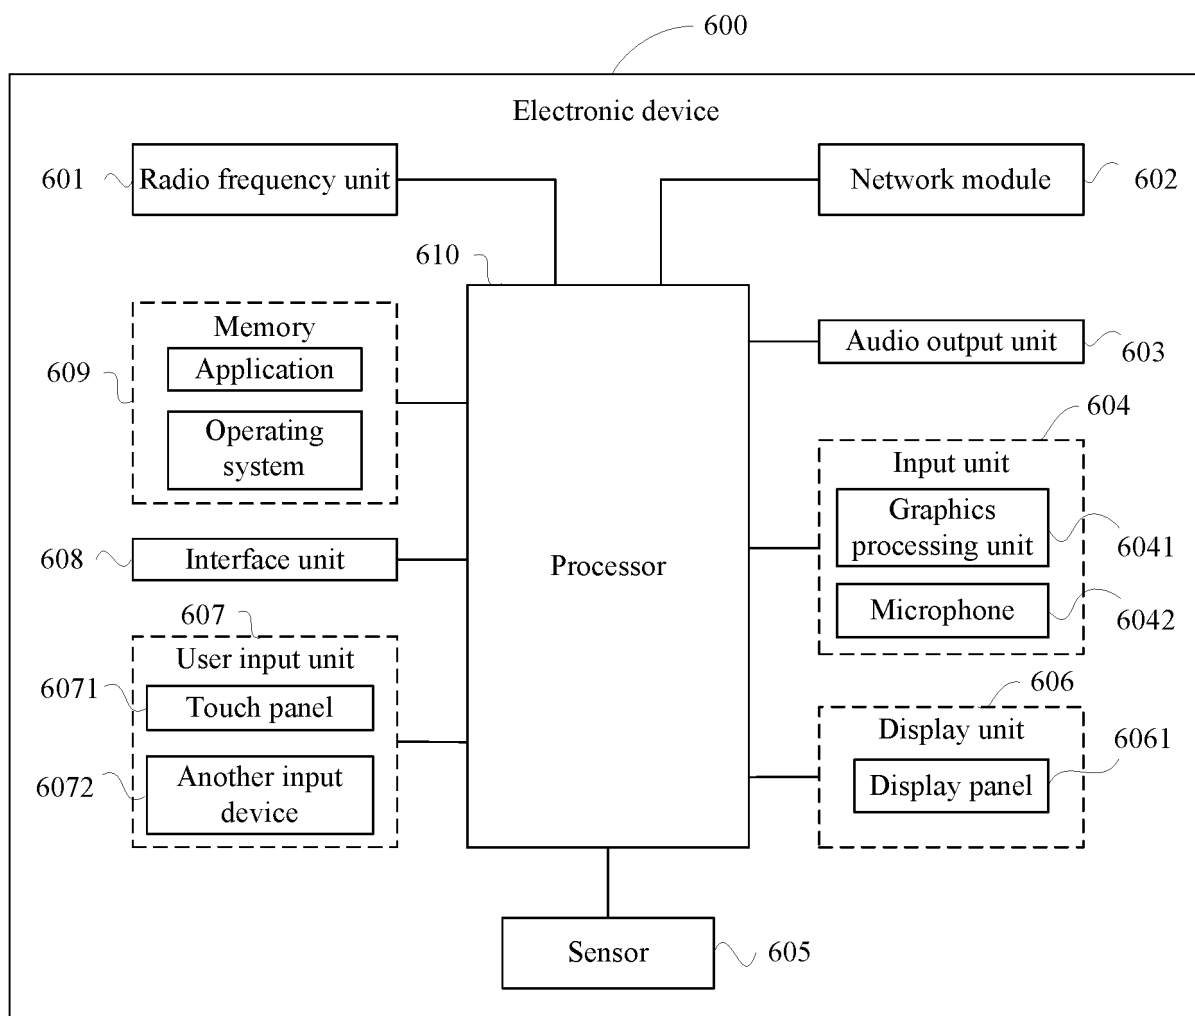 600
Electronic device
601
Radio frequency unit
Network module
602
610
Memory
Application
609
Operating
system
Audio output unit
603
604
Input unit
Graphics
processing unit
6041
Microphone
6042
608
Interface unit
Processor
607
User input unit
6071
Touch panel
6072
Another input
device
606
Display unit
6061
Display panel
Sensor
605